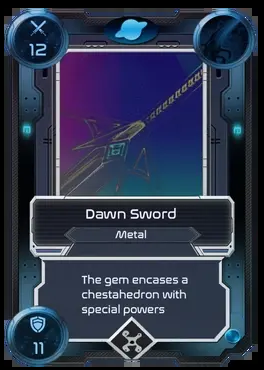 12
Dawn Sword
Metal
The gem encases a
chestahedron with
special powers
11